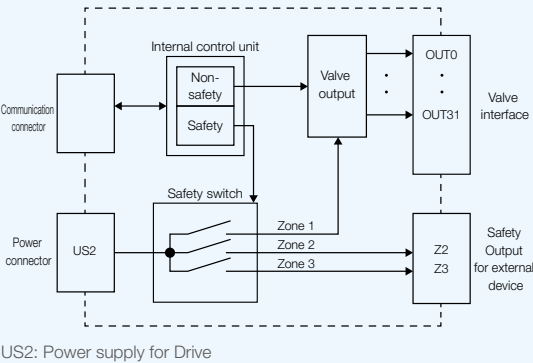 Internal control unit
Non-
safety
Safety
Communication
connector
Valve
output
OUT0
OUT31
Valve
interface
Safety switch
Power
connector
US2
Zone 1
Zone 2
Zone 3
Z2
Z3
Safety
Output
for external
device
US2: Power supply for Drive